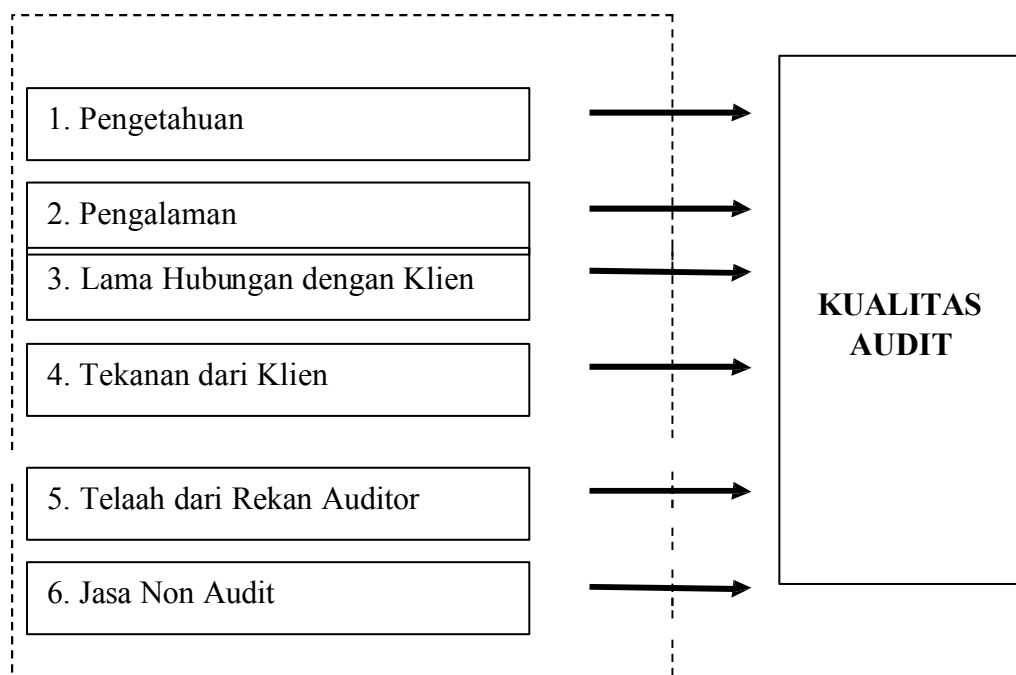 1. Pengetahuan
2. Pengalaman
3. Lama Hubungan dengan Klien
4. Tekanan dari Klien
5. Telaah dari Rekan Auditor
6. Jasa Non Audit
KUALITAS
AUDIT